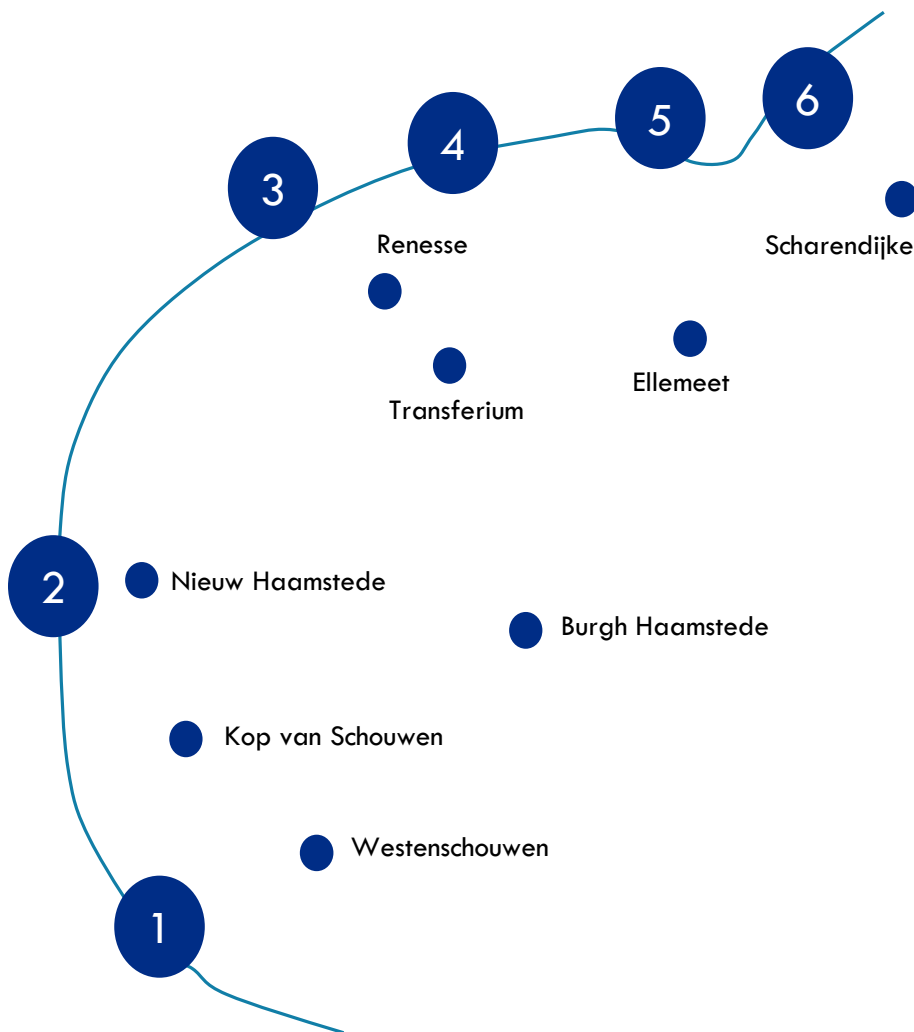 6
5
4
3
Renesse
Scharendijke
Ellemeet
Transferium
2
Nieuw Haamstede
Burgh Haamstede
Kop van Schouwen
Westenschouwen
1